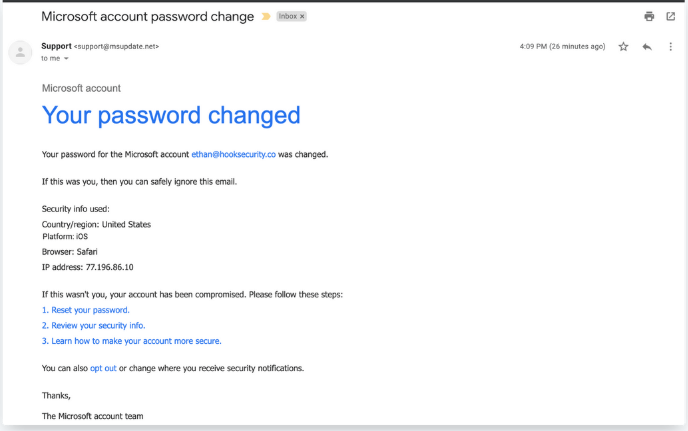 Microsoft account password change Inbox x
Support <support@msupdate.net> 4:09 PM (26 minutes ago)
to me
Microsoft account
Your password changed
Your password for the Microsoft account ethan@hooksecurity.co was changed.
If this was you, then you can safely ignore this email.
Security info used:
Country/region: United States
Platform: iOS
Browser: Safari
IP address: 77.196.86.10
If this wasn't you, your account has been compromised. Please follow these steps:
1. Reset your password.
2. Review your security info.
3. Learn how to make your account more secure.
You can also opt out or change where you receive security notifications.
Thanks,
The Microsoft account team